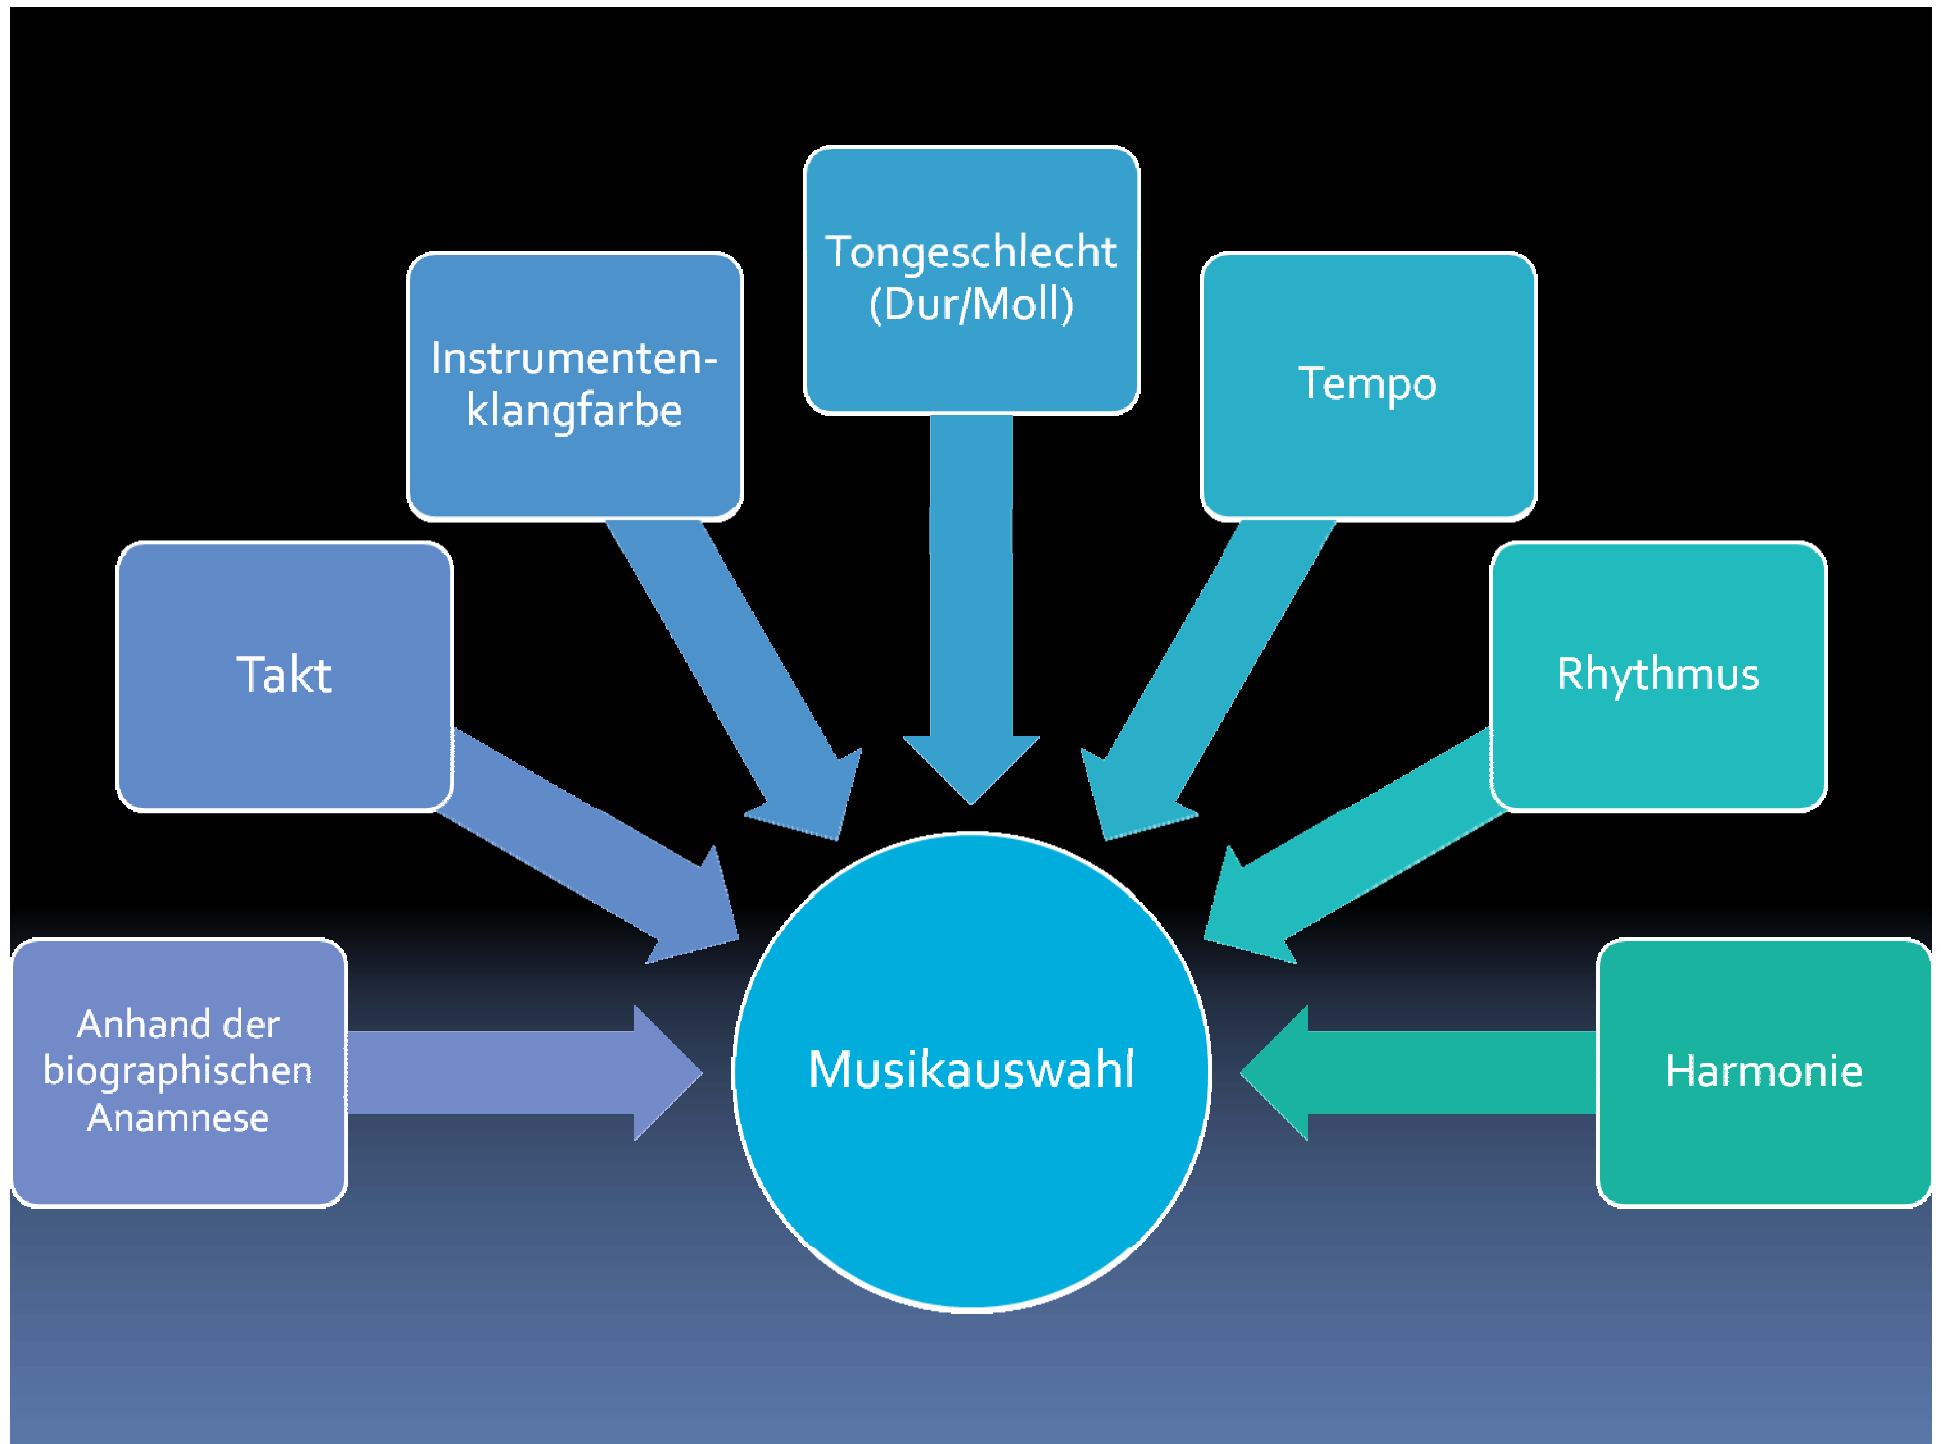 Tongeschlecht
(Dur/Moll)
Instrumenten-
klangfarbe
Tempo
Takt
Rhythmus
Anhand der
biographischen
Anamnese
Musikauswahl
Harmonie